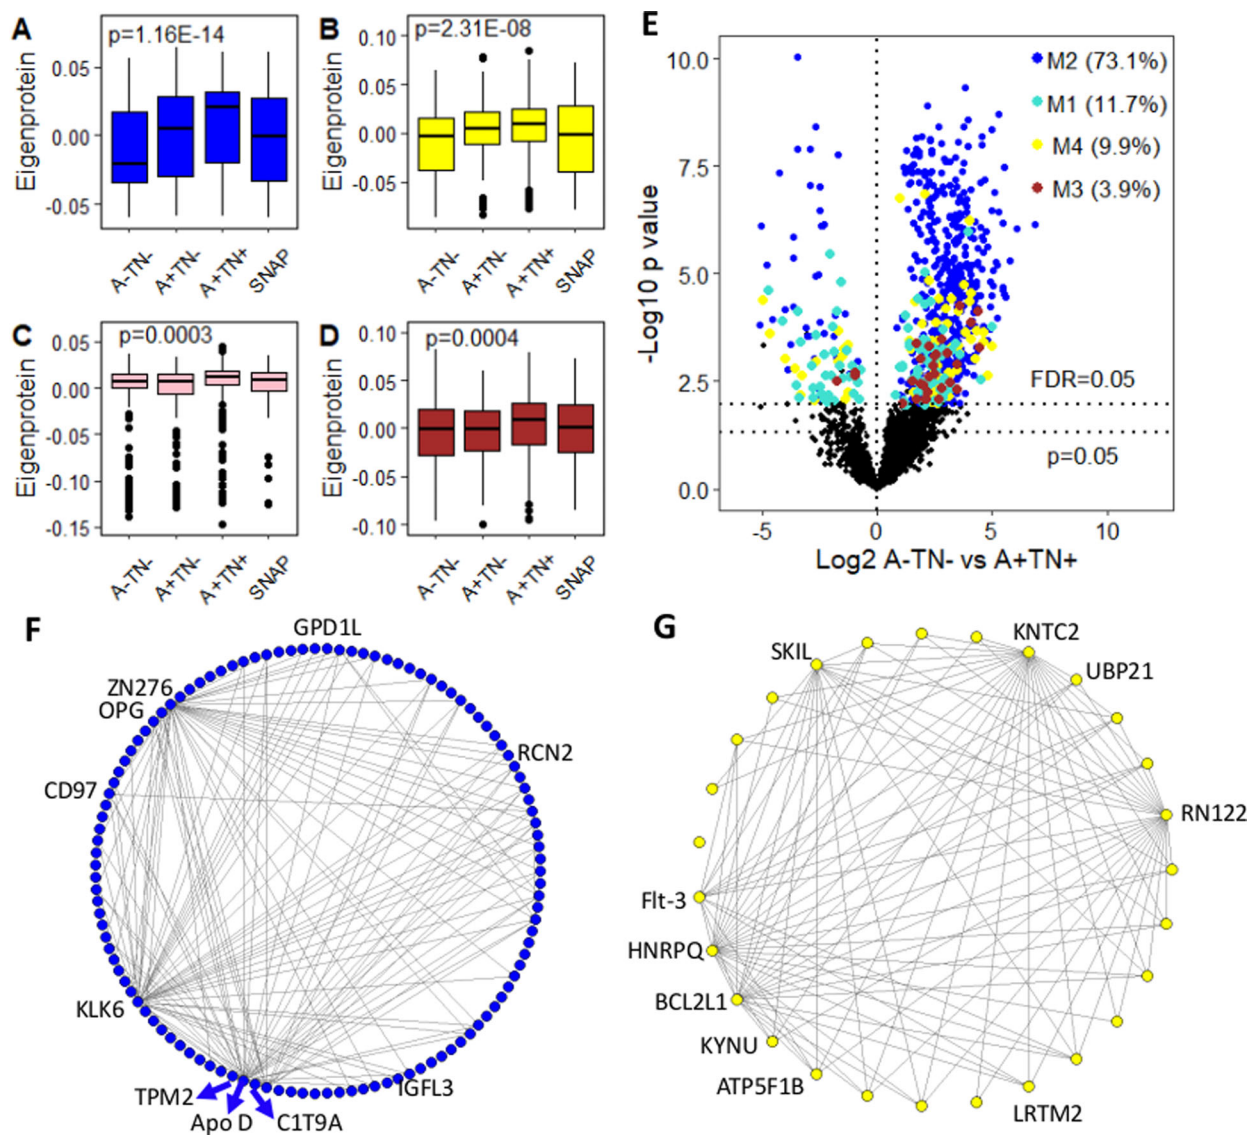 A
p=1.16E-14
Eigenprotein
0.05
0.00
-0.05
A-TN-
A+TN-
A+TN+
SNAP
B
p=2.31E-08
Eigenprotein
0.10
0.05
0.00
-0.05
A-TN-
A+TN-
A+TN+
SNAP
C
p=0.0003
Eigenprotein
0.05
0.00
-0.05
-0.10
-0.15
A-TN-
A+TN-
A+TN+
SNAP
D
p=0.0004
Eigenprotein
0.10
0.05
0.00
-0.05
-0.10
A-TN-
A+TN-
A+TN+
SNAP
E
-Log10 p value
10.0
7.5
5.0
2.5
0.0
M2 (73.1%)
M1 (11.7%)
M4 (9.9%)
M3 (3.9%)
FDR=0.05
p=0.05
-5
0
5
10
Log2 A-TN- vs A+TN+
F
GPD1L
ZN276
OPG
RCN2
CD97
KLK6
IGFL3
TPM2
Apo D
C1T9A
G
KNTC2
SKIL
UBP21
RN122
Flt-3
HNRPQ
BCL2L1
KYNU
ATP5F1B
LRTM2